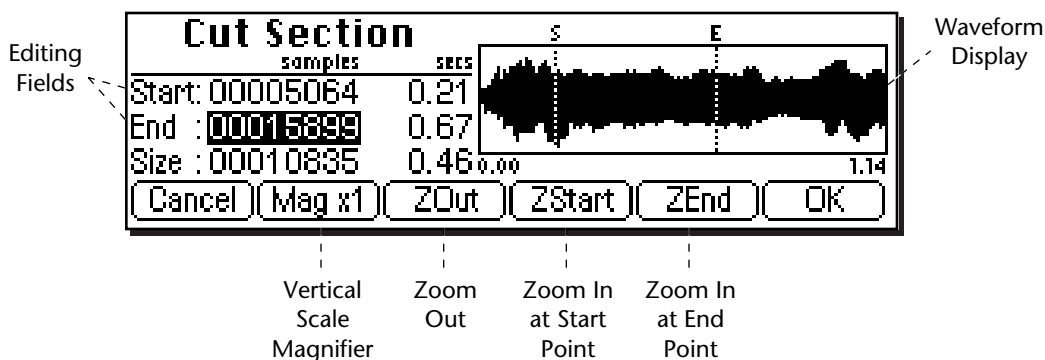 Cut Section
samples secs
Start: 00005064 0.21
End : 00015899 0.67
Size : 00010835 0.46
S E
0.00 1.14
Cancel Mag x1 ZOut ZStart ZEnd OK
Editing
Fields
Waveform
Display
Vertical
Scale
Magnifier
Zoom
Out
Zoom In
at Start
Point
Zoom In
at End
Point